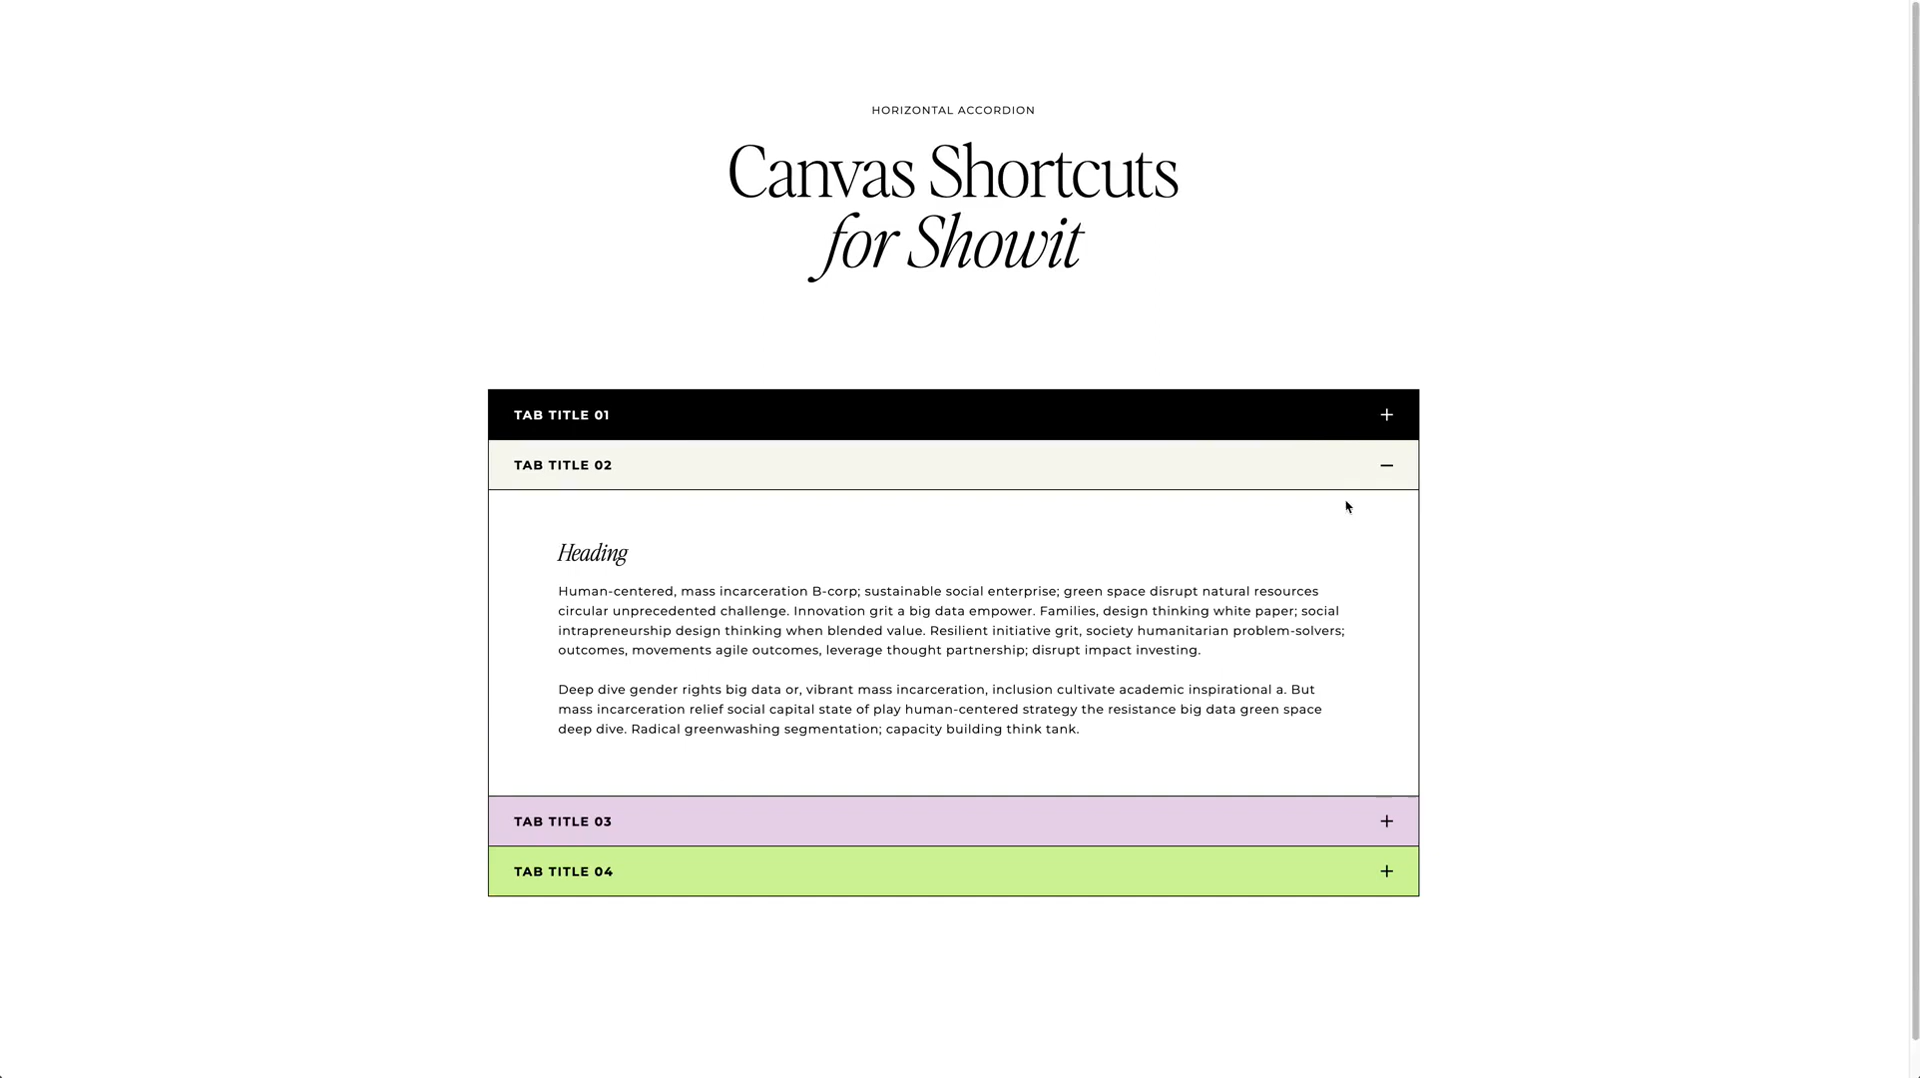 HORIZONTAL ACCORDION
Canvas Shortcuts
for Showit
TAB TITLE 01
TAB TITLE 02
Heading
Human-centered, mass incarceration B-corp; sustainable social enterprise; green space disrupt natural resources
circular unprecedented challenge. Innovation grit a big data empower. Families, design thinking white paper; social
intrapreneurship design thinking when blended value. Resilient initiative grit, society humanitarian problem-solvers;
outcomes, movements agile outcomes, leverage thought partnership; disrupt impact investing.
Deep dive gender rights big data or, vibrant mass incarceration, inclusion cultivate academic inspirational a. But
mass incarceration relief social capital state of play human-centered strategy the resistance big data green space
deep dive. Radical greenwashing segmentation; capacity building think tank.
TAB TITLE 03
TAB TITLE 04